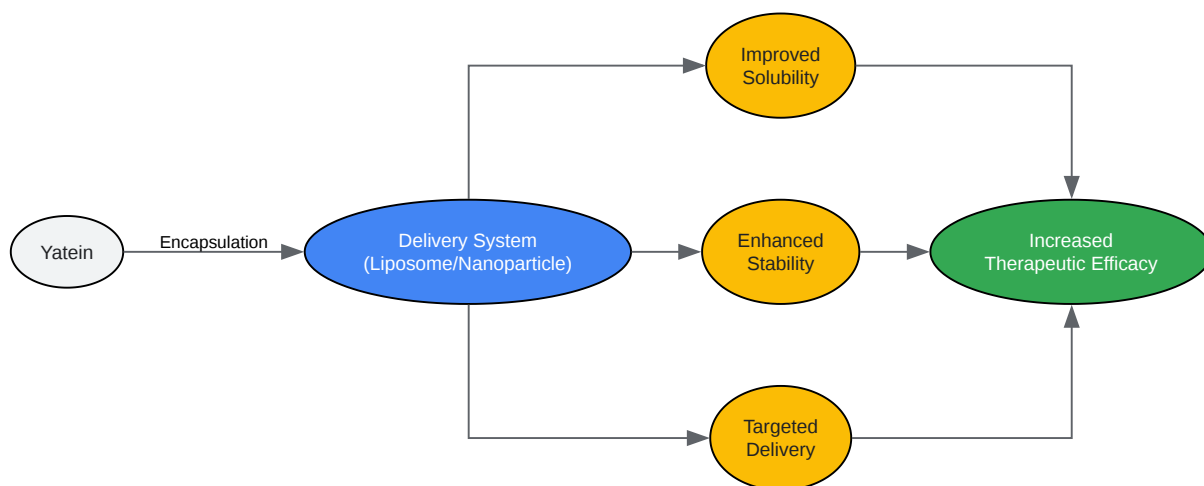 Yatein
Encapsulation
Delivery System
(Liposome/Nanoparticle)
Improved
Solubility
Enhanced
Stability
Targeted
Delivery
Increased
Therapeutic Efficacy